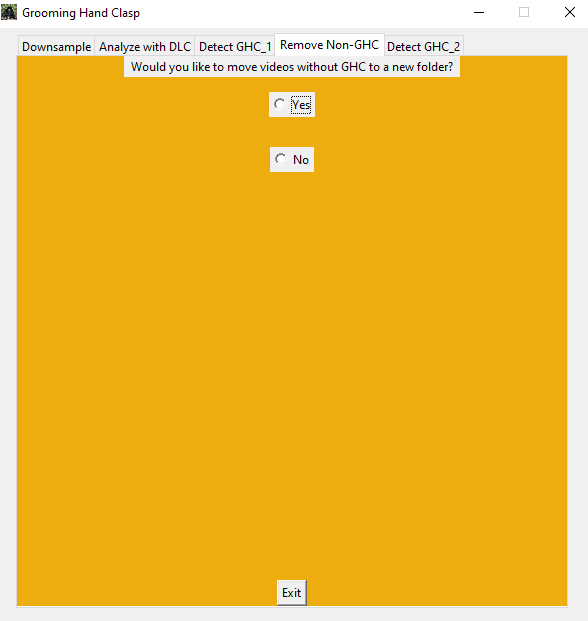 Grooming Hand Clasp
Downsample Analyze with DLC Detect GHC_1 Remove Non-GHC Detect GHC_2
Would you like to move videos without GHC to a new folder?
Yes
No
Exit